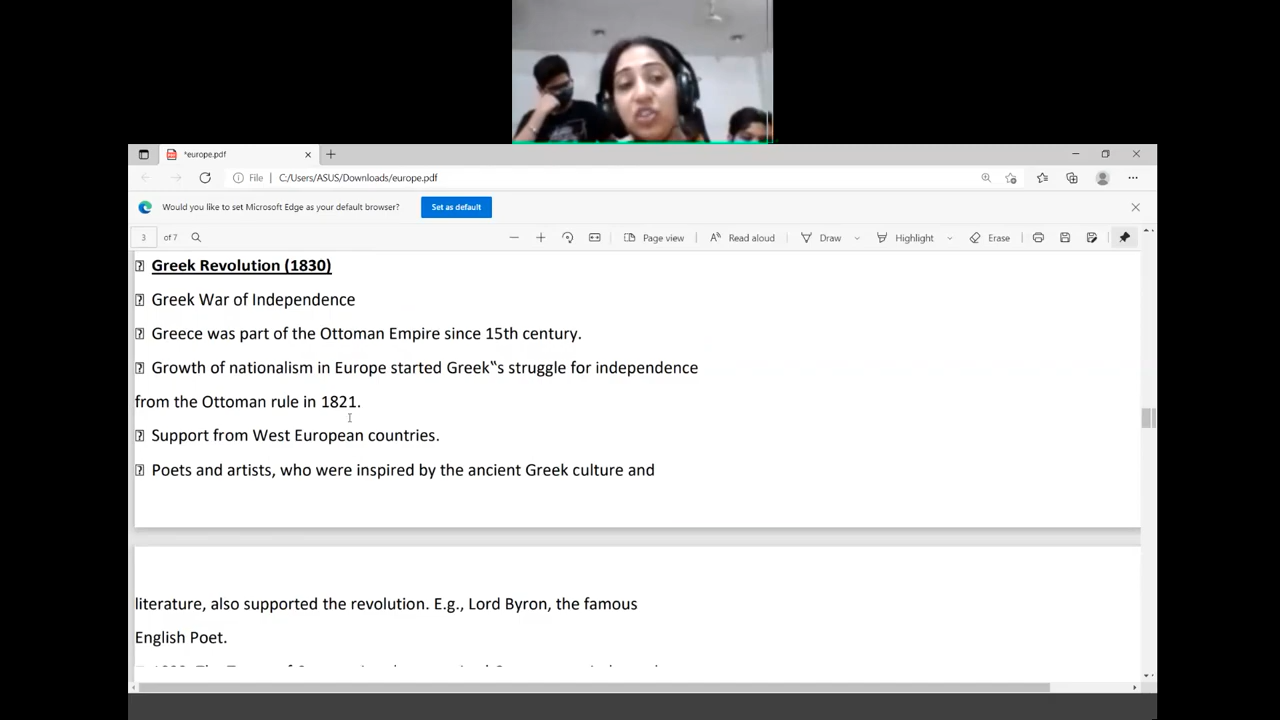 *europe.pdf
File C:/Users/ASUS/Downloads/europe.pdf
Would you like to set Microsoft Edge as your default browser? Set as default
3 of 7 Page view Read aloud Draw Highlight Erase
Greek Revolution (1830)
Greek War of Independence
Greece was part of the Ottoman Empire since 15th century.
Growth of nationalism in Europe started Greek‟s struggle for independence
from the Ottoman rule in 1821.
Support from West European countries.
Poets and artists, who were inspired by the ancient Greek culture and
literature, also supported the revolution. E.g., Lord Byron, the famous
English Poet.